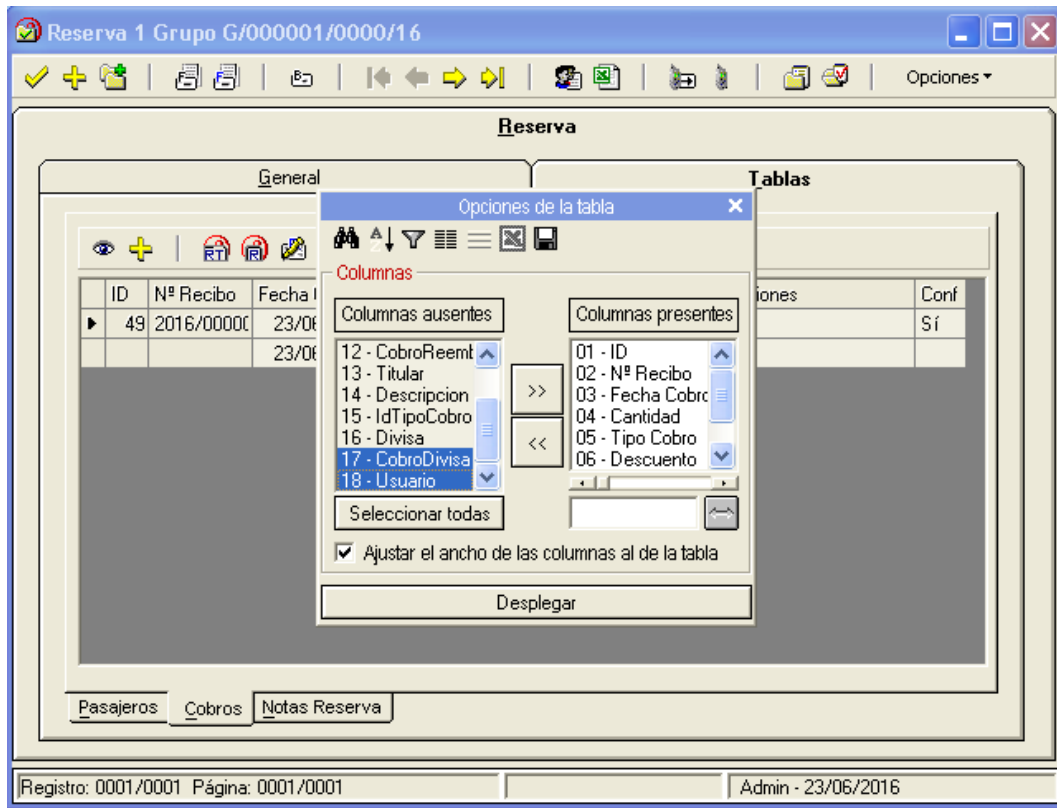 Reserva 1 Grupo G/000001/0000/16
Opciones
Reserva
General
Tablas
Opciones de la tabla
RT R
Columnas
ID Nº Recibo Fecha iones Conf
49 2016/0000 23/06 Sí
23/06
Columnas ausentes
12 - CobroReemb
13 - Titular
14 - Descripcion
15 - IdTipoCobro
16 - Divisa
17 - CobroDivisa
18 - Usuario
Seleccionar todas
>>
<<
Columnas presentes
01 - ID
02 - Nº Recibo
03 - Fecha Cobro
04 - Cantidad
05 - Tipo Cobro
06 - Descuento
Ajustar el ancho de las columnas al de la tabla
Desplegar
Pasajeros Cobros Notas Reserva
Registro: 0001/0001 Página: 0001/0001
Admin - 23/06/2016